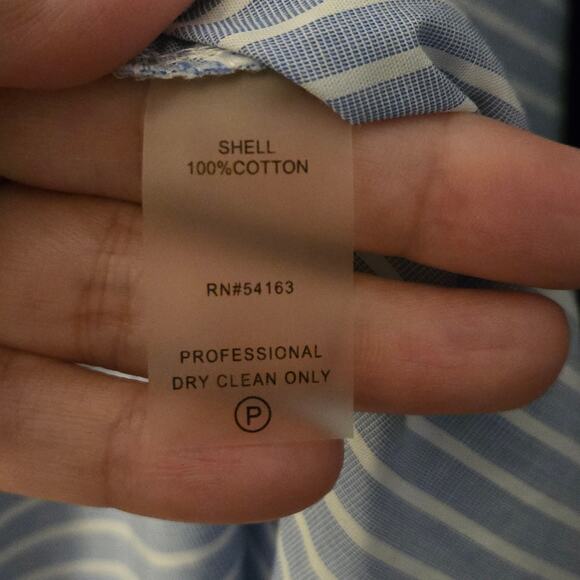 SHELL
100%COTTON
RN#54163
PROFESSIONAL
DRY CLEAN ONLY
P